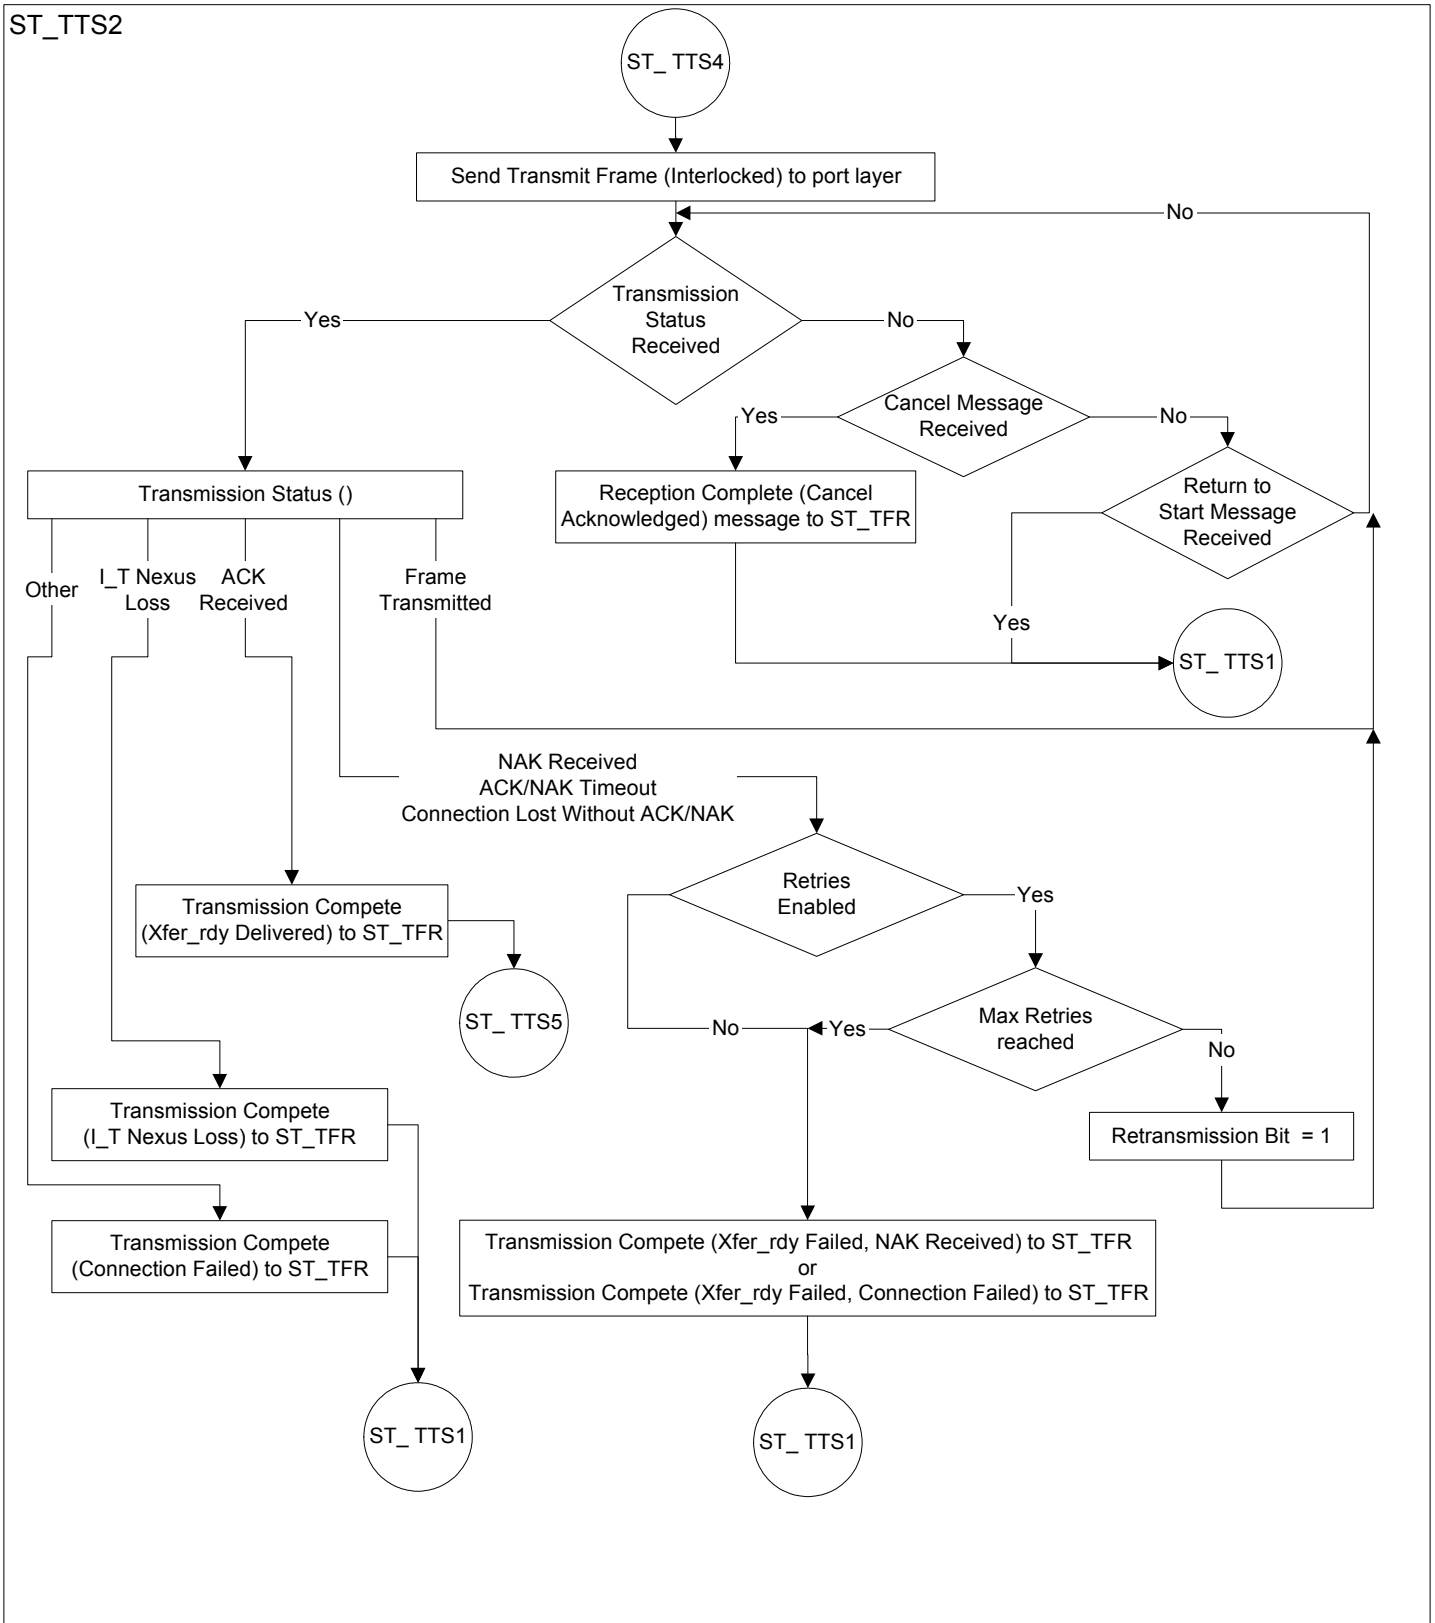 ST_TTS2
ST_ TTS4
Send Transmit Frame (Interlocked) to port layer
No
Transmission
Status
Received
Yes
No
Cancel Message
Received
Yes
No
Transmission Status ()
Reception Complete (Cancel
Acknowledged) message to ST_TFR
Return to
Start Message
Received
Other
I_T Nexus
Loss
ACK
Received
Frame
Transmitted
Yes
ST_ TTS1
NAK Received
ACK/NAK Timeout
Connection Lost Without ACK/NAK
Retries
Enabled
Yes
Transmission Compete
(Xfer_rdy Delivered) to ST_TFR
ST_ TTS5
No
Yes
Max Retries
reached
No
Transmission Compete
(I_T Nexus Loss) to ST_TFR
Retransmission Bit = 1
Transmission Compete
(Connection Failed) to ST_TFR
Transmission Compete (Xfer_rdy Failed, NAK Received) to ST_TFR
or
Transmission Compete (Xfer_rdy Failed, Connection Failed) to ST_TFR
ST_ TTS1
ST_ TTS1